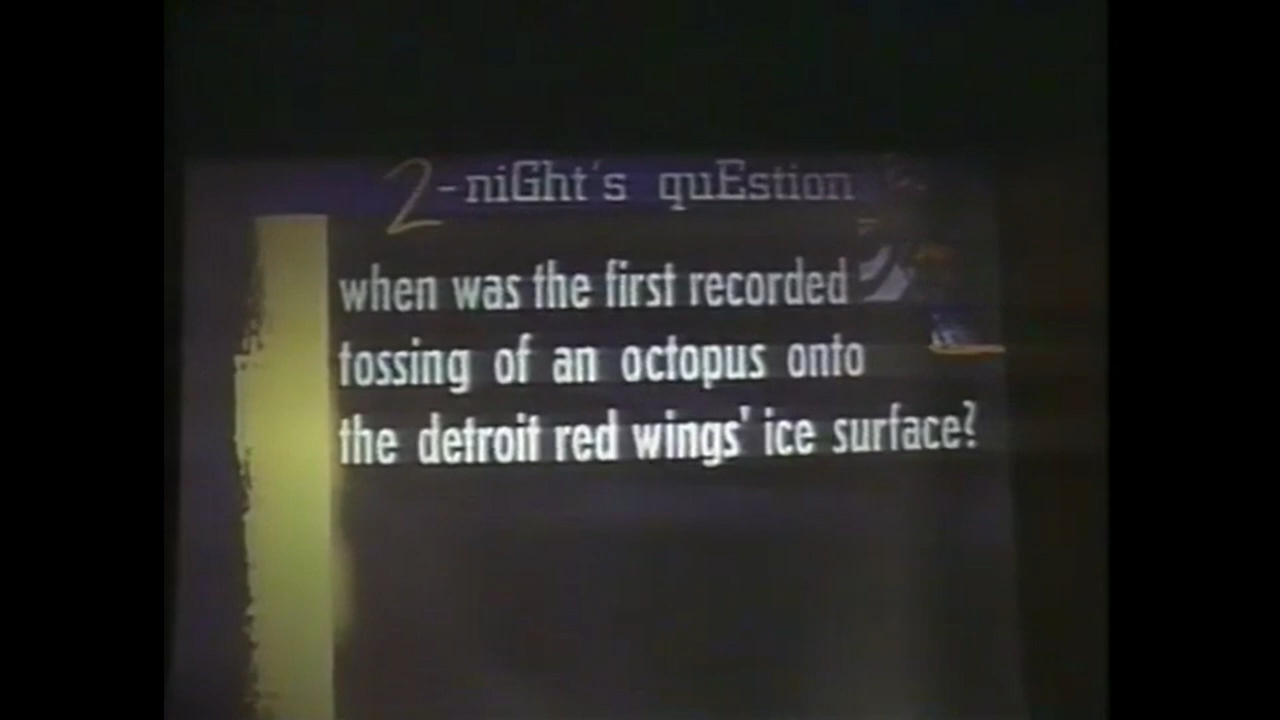 2-niGht's quEstion
when was the first recorded
tossing of an octopus onto
the detroit red wings' ice surface?